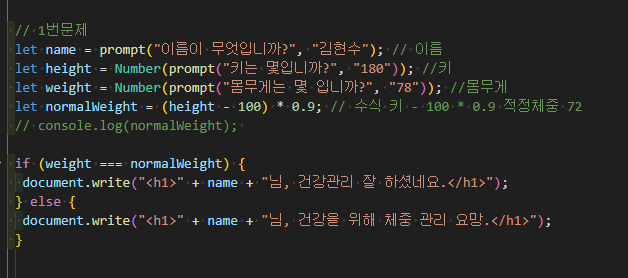 // 1번문제
let name = prompt("이름이 무엇입니까?", "김현수"); // 이름
let height = Number(prompt("키는 몇입니까?", "180")); //키
let weight = Number(prompt("몸무게는 몇 입니까?", "78")); //몸무게
let normalWeight = (height - 100) * 0.9; // 수식 키 - 100 * 0.9 적정체중 72
// console.log(normalWeight);
if (weight === normalWeight) {
document.write("<h1>" + name + "님, 건강관리 잘 하셨네요.</h1>");
} else {
document.write("<h1>" + name + "님, 건강을 위해 체중 관리 요망.</h1>");
}